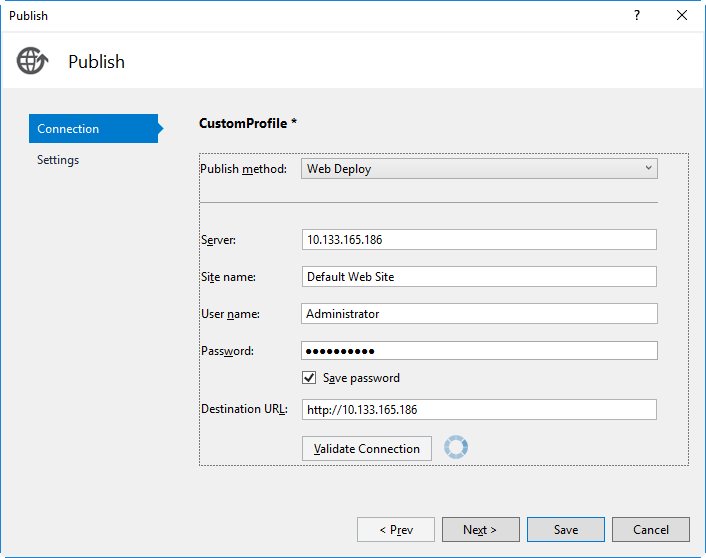 Publish
?
Publish
Connection
Settings
CustomProfile *
Publish method: Web Deploy
Server: 10.133.165.186
Site name: Default Web Site
User name: Administrator
Password: ●●●●●●●●●●
Save password
Destination URL: http://10.133.165.186
Validate Connection
< Prev Next > Save Cancel